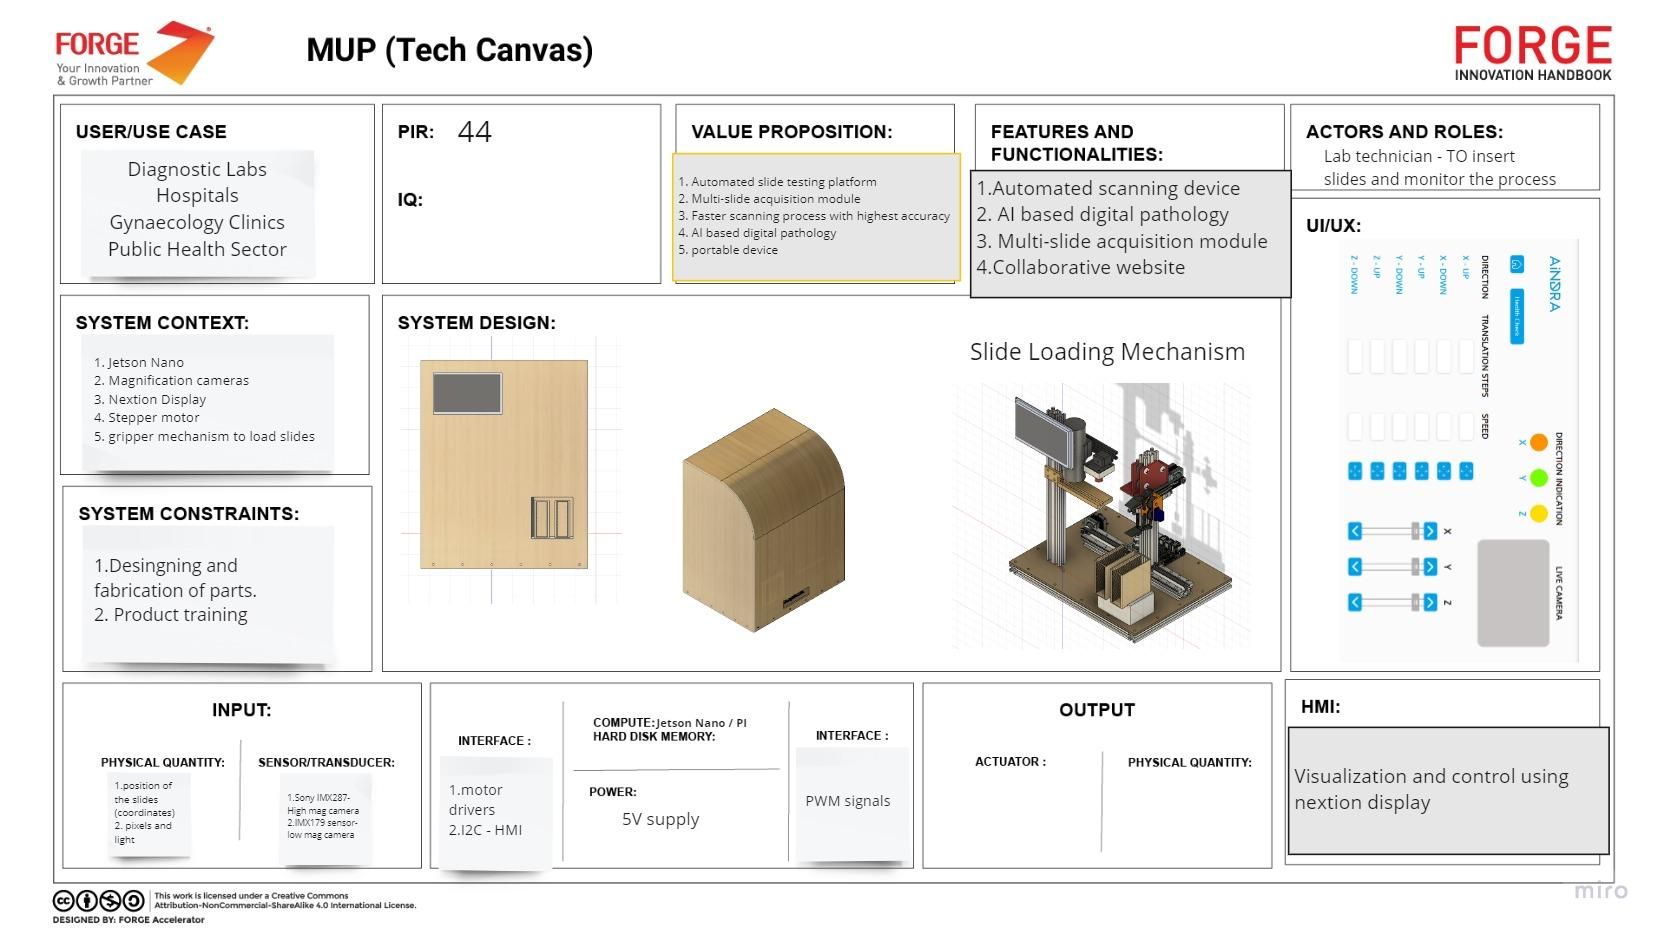 FORGE
Your Innovation
& Growth Partner
MUP (Tech Canvas)
FORGE
INNOVATION HANDBOOK
USER/USE CASE
Diagnostic Labs
Hospitals
Gynaecology Clinics
Public Health Sector
PIR: 44
IQ:
VALUE PROPOSITION:
1. Automated slide testing platform
2. Multi-slide acquisition module
3. Faster scanning process with highest accuracy
4. AI based digital pathology
5. portable device
FEATURES AND
FUNCTIONALITIES:
1.Automated scanning device
2. AI based digital pathology
3. Multi-slide acquisition module
4.Collaborative website
ACTORS AND ROLES:
Lab technician - TO insert
slides and monitor the process
UI/UX:
AiNDRA
Health Check
DIRECTION TRANSLATION STEPS SPEED
X - UP
X - DOWN
Y - UP
Y - DOWN
Z - UP
Z - DOWN
DIRECTION INDICATION
X
Y
Z
LIVE CAMERA
X
Y
Z
SYSTEM CONTEXT:
1. Jetson Nano
2. Magnification cameras
3. Nextion Display
4. Stepper motor
5. gripper mechanism to load slides
SYSTEM DESIGN:
Slide Loading Mechanism
SYSTEM CONSTRAINTS:
1.Desingning and
fabrication of parts.
2. Product training
INPUT:
PHYSICAL QUANTITY:
1.position of
the slides
(coordinates)
2. pixels and
light
SENSOR/TRANSDUCER:
1.Sony IMX287-
High mag camera
2.IMX179 sensor-
low mag camera
INTERFACE :
1.motor
drivers
2.I2C - HMI
COMPUTE:Jetson Nano / PI
HARD DISK MEMORY:
POWER:
5V supply
INTERFACE :
PWM signals
OUTPUT
ACTUATOR :
PHYSICAL QUANTITY:
HMI:
Visualization and control using
nextion display
This work is licensed under a Creative Commons
Attribution-NonCommercial-ShareAlike 4.0 International License.
DESIGNED BY: FORGE Accelerator
miro